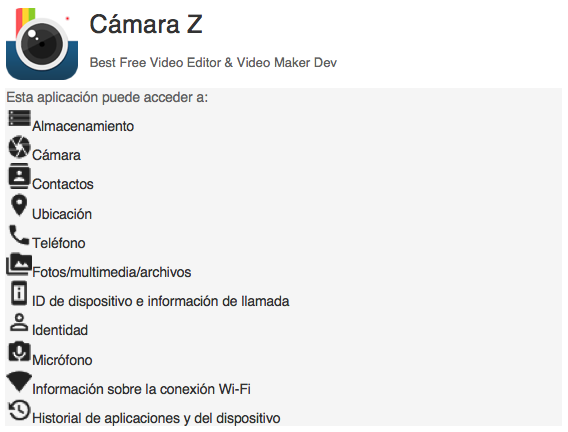 Cámara Z
Best Free Video Editor & Video Maker Dev
Esta aplicación puede acceder a:
Almacenamiento
Cámara
Contactos
Ubicación
Teléfono
Fotos/multimedia/archivos
ID de dispositivo e información de llamada
Identidad
Micrófono
Información sobre la conexión Wi-Fi
Historial de aplicaciones y del dispositivo